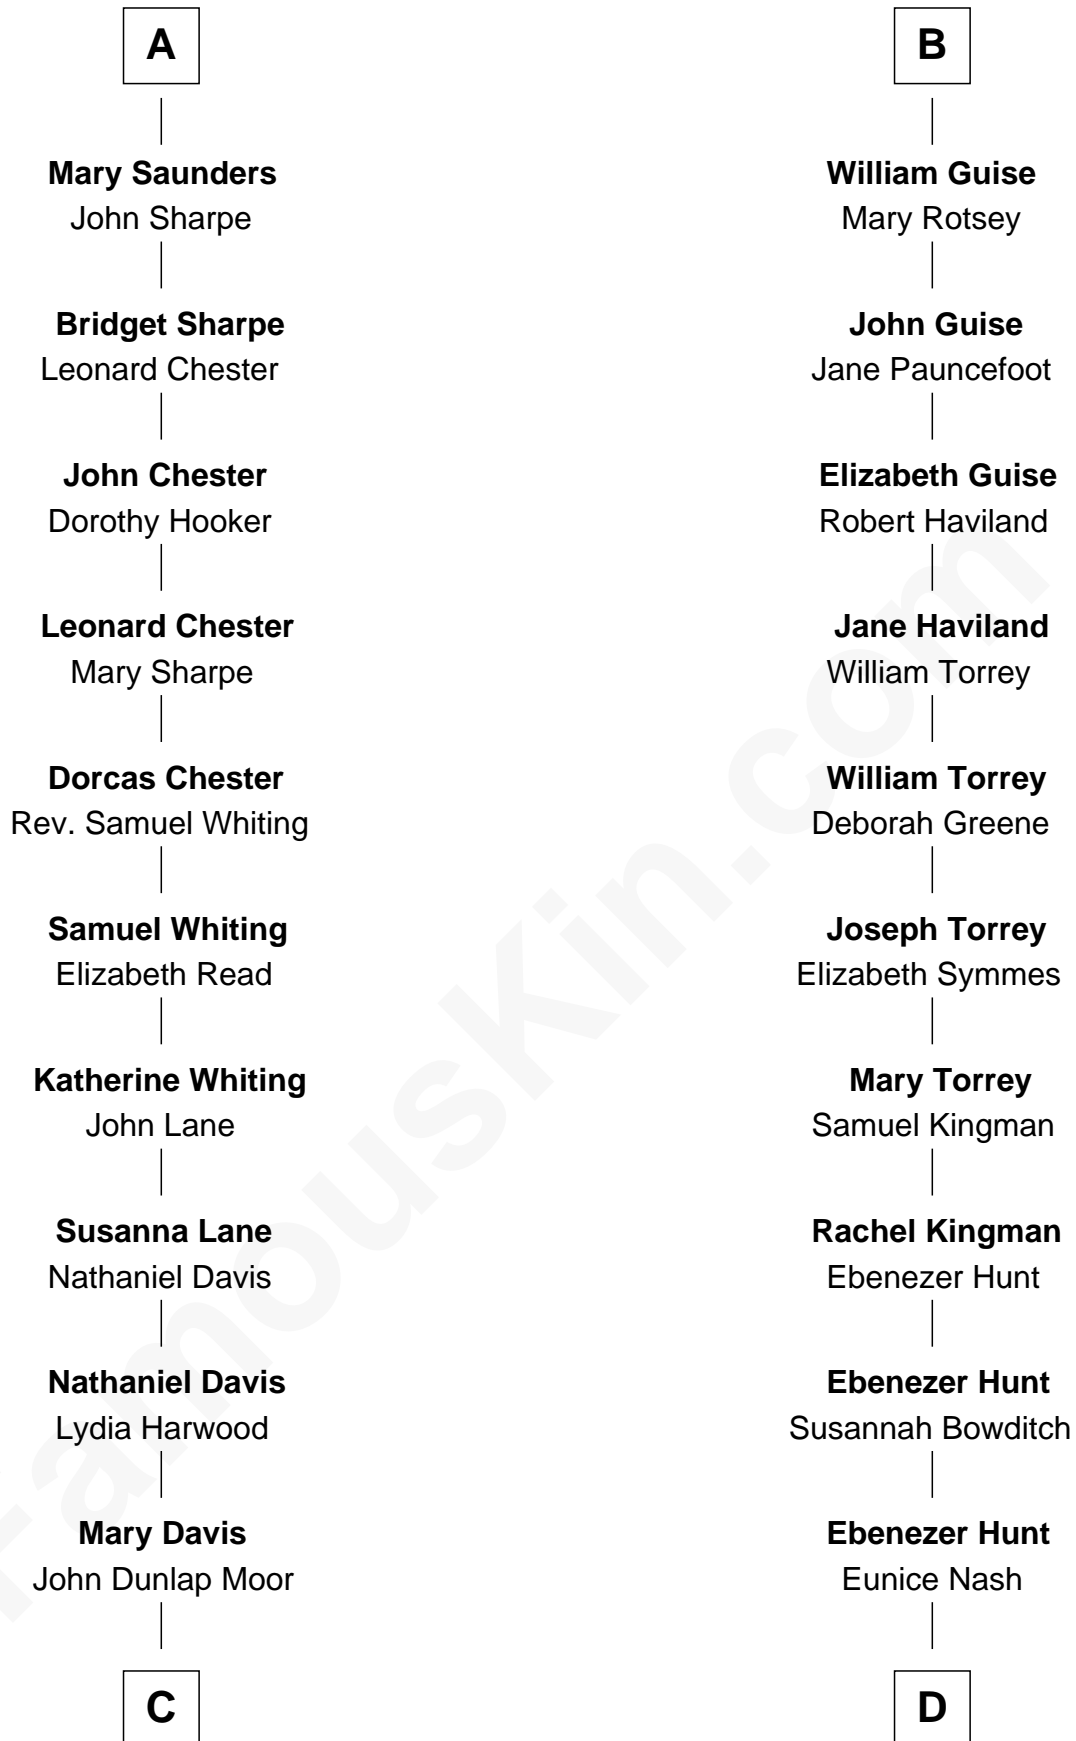 A
Mary Saunders
John Sharpe
Bridget Sharpe
Leonard Chester
John Chester
Dorothy Hooker
Leonard Chester
Mary Sharpe
Dorcas Chester
Rev. Samuel Whiting
Samuel Whiting
Elizabeth Read
Katherine Whiting
John Lane
Susanna Lane
Nathaniel Davis
Nathaniel Davis
Lydia Harwood
Mary Davis
John Dunlap Moor
C
B
William Guise
Mary Rotsey
John Guise
Jane Pauncefoot
Elizabeth Guise
Robert Haviland
Jane Haviland
William Torrey
William Torrey
Deborah Greene
Joseph Torrey
Elizabeth Symmes
Mary Torrey
Samuel Kingman
Rachel Kingman
Ebenezer Hunt
Ebenezer Hunt
Susannah Bowditch
Ebenezer Hunt
Eunice Nash
D
FamousKin.com